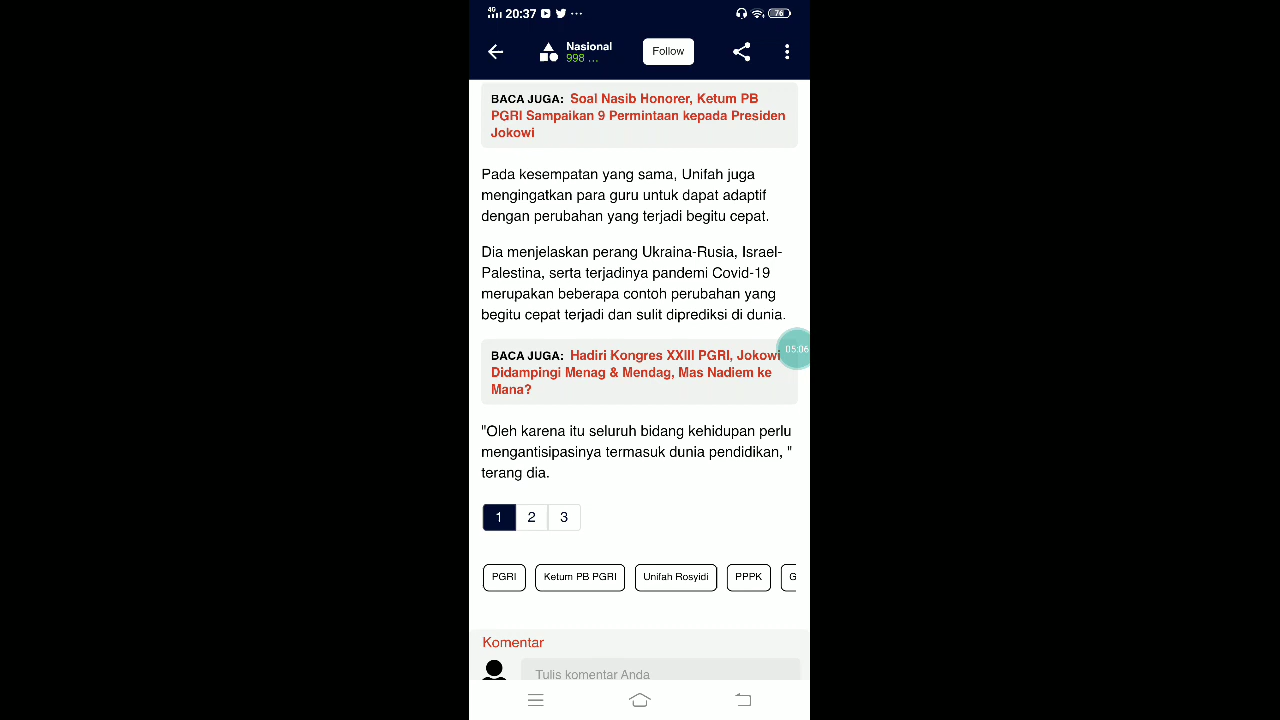 4G 20:37 76
Nasional
998 ...
Follow
BACA JUGA: Soal Nasib Honorer, Ketum PB
PGRI Sampaikan 9 Permintaan kepada Presiden
Jokowi
Pada kesempatan yang sama, Unifah juga
mengingatkan para guru untuk dapat adaptif
dengan perubahan yang terjadi begitu cepat.
Dia menjelaskan perang Ukraina-Rusia, Israel-
Palestina, serta terjadinya pandemi Covid-19
merupakan beberapa contoh perubahan yang
begitu cepat terjadi dan sulit diprediksi di dunia.
05:06
BACA JUGA: Hadiri Kongres XXIII PGRI, Jokowi
Didampingi Menag & Mendag, Mas Nadiem ke
Mana?
"Oleh karena itu seluruh bidang kehidupan perlu
mengantisipasinya termasuk dunia pendidikan, "
terang dia.
1 2 3
PGRI Ketum PB PGRI Unifah Rosyidi PPPK G
Komentar
Tulis komentar Anda